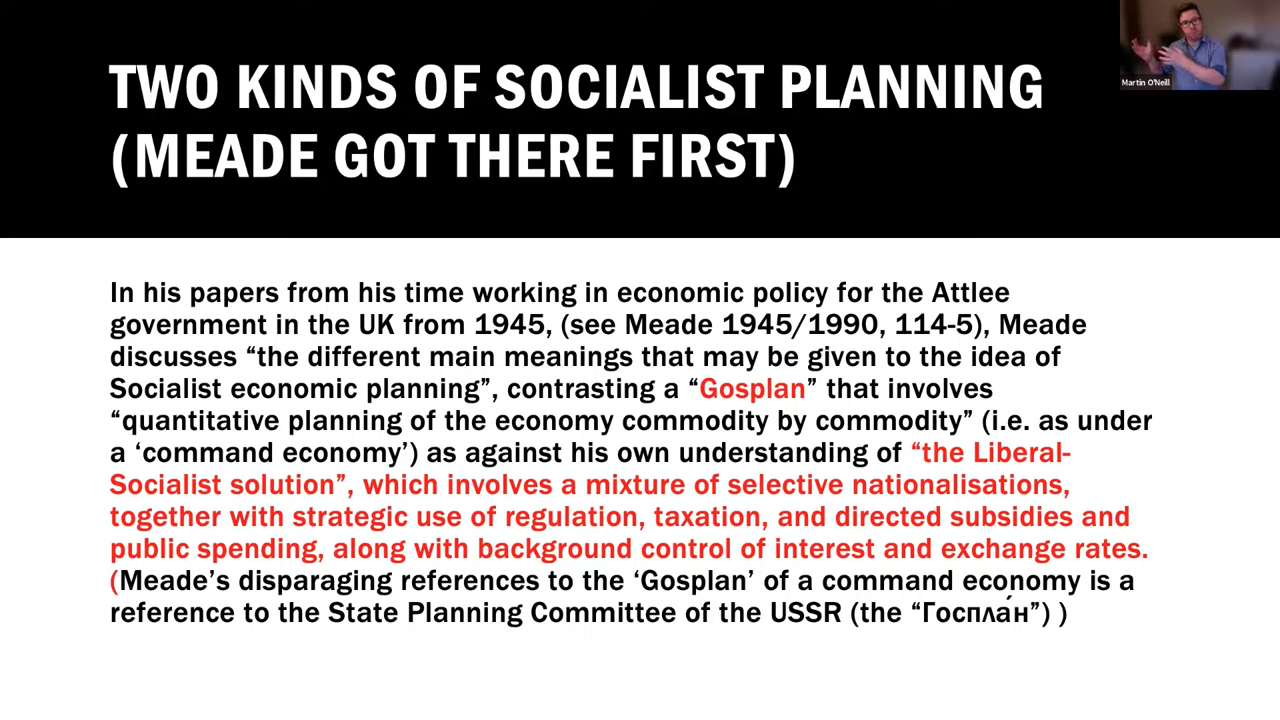 TWO KINDS OF SOCIALIST PLANNING
(MEADE GOT THERE FIRST)
Martin O'Neill
In his papers from his time working in economic policy for the Attlee
government in the UK from 1945, (see Meade 1945/1990, 114-5), Meade
discusses “the different main meanings that may be given to the idea of
Socialist economic planning”, contrasting a “Gosplan” that involves
“quantitative planning of the economy commodity by commodity” (i.e. as under
a ‘command economy’) as against his own understanding of “the Liberal-
Socialist solution”, which involves a mixture of selective nationalisations,
together with strategic use of regulation, taxation, and directed subsidies and
public spending, along with background control of interest and exchange rates.
(Meade’s disparaging references to the ‘Gosplan’ of a command economy is a
reference to the State Planning Committee of the USSR (the “Госпла́н”) )